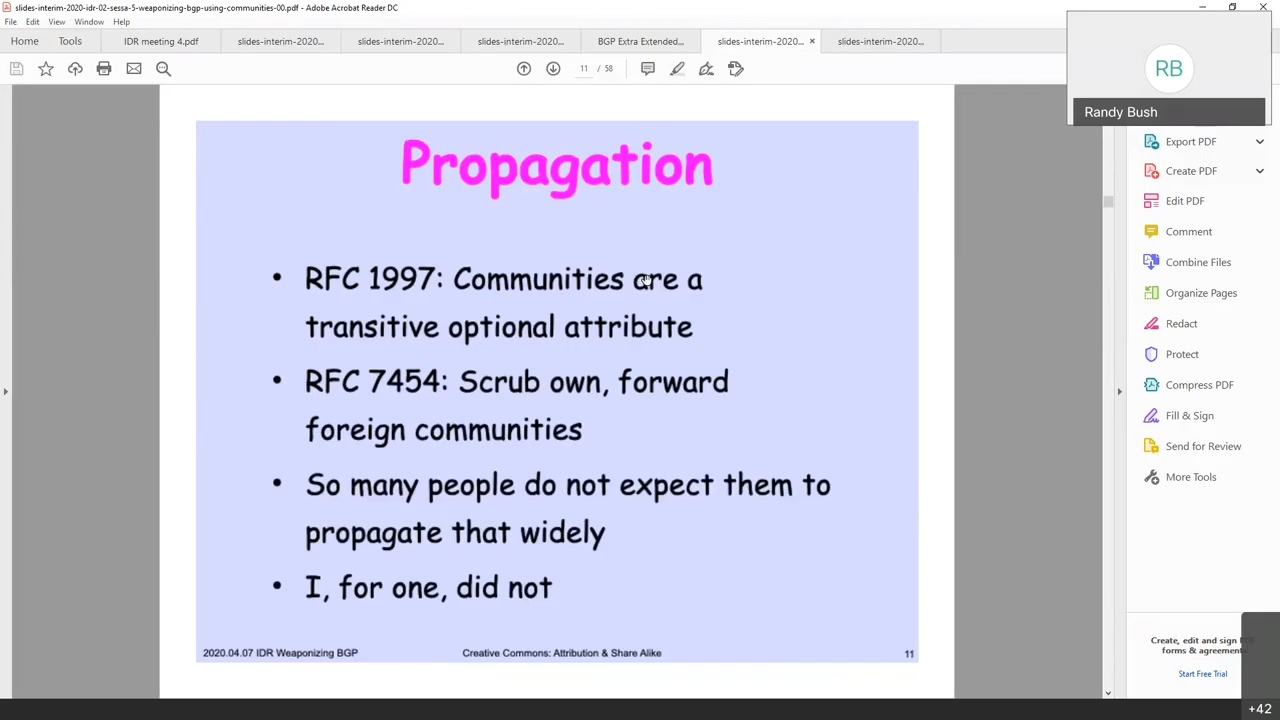 slides-interim-2020-idr-02-sessa-5-weaponizing-bgp-using-communities-00.pdf - Adobe Acrobat Reader DC
File Edit View Window Help
Home Tools IDR meeting 4.pdf slides-interim-2020... slides-interim-2020... slides-interim-2020... BGP Extra Extended... slides-interim-2020... slides-interim-2020...
11 / 58
RB
Randy Bush
Propagation
• RFC 1997: Communities are a
transitive optional attribute
• RFC 7454: Scrub own, forward
foreign communities
• So many people do not expect them to
propagate that widely
• I, for one, did not
2020.04.07 IDR Weaponizing BGP Creative Commons: Attribution & Share Alike 11
Export PDF
Create PDF
Edit PDF
Comment
Combine Files
Organize Pages
Redact
Protect
Compress PDF
Fill & Sign
Send for Review
More Tools
Create, edit and sign
forms & agreements
Start Free Trial
+42